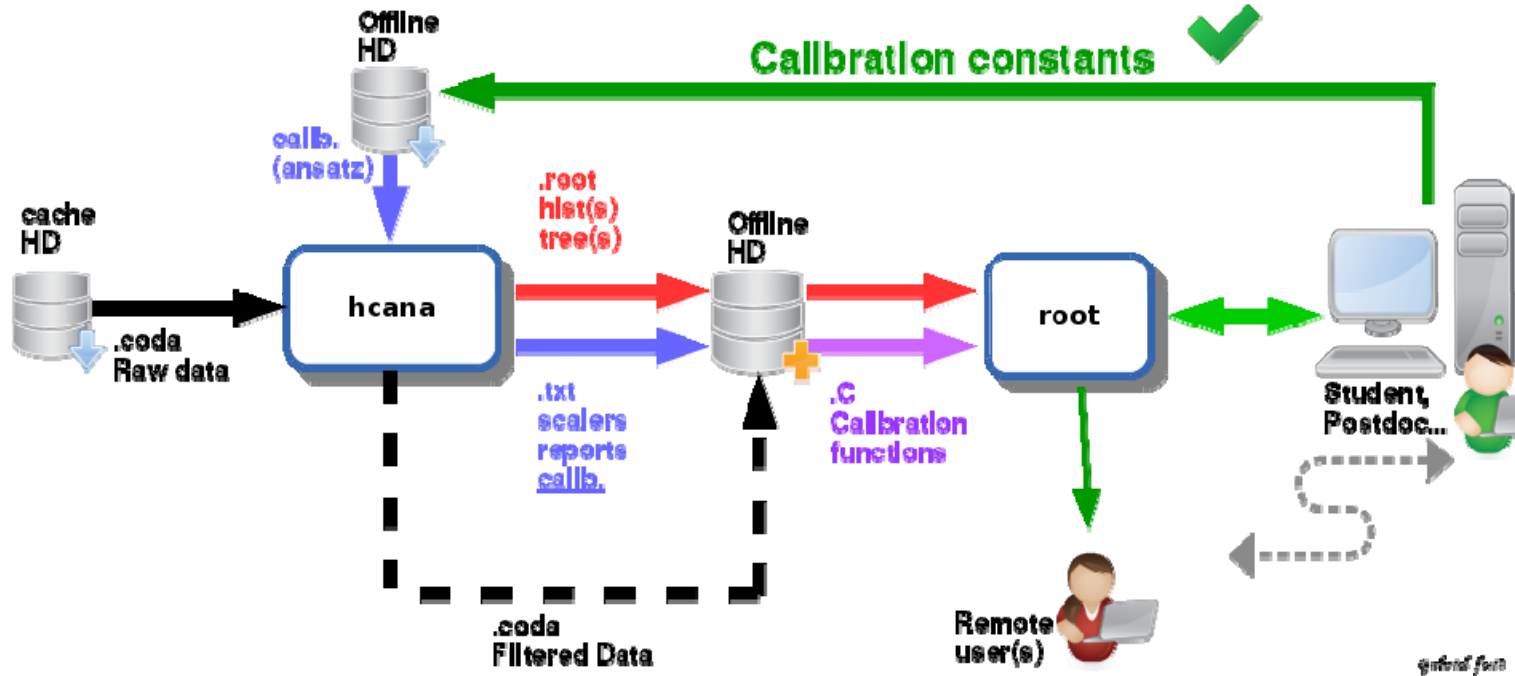 Offline
HD
Calibration constants
calib.
(ansatz)
.root
hist(s)
tree(s)
cache
HD
Offline
HD
hcana
root
.coda
Raw data
.txt
scalers
reports
calib.
.C
Calibration
functions
Student,
Postdoc...
.coda
Filtered Data
Remote
user(s)